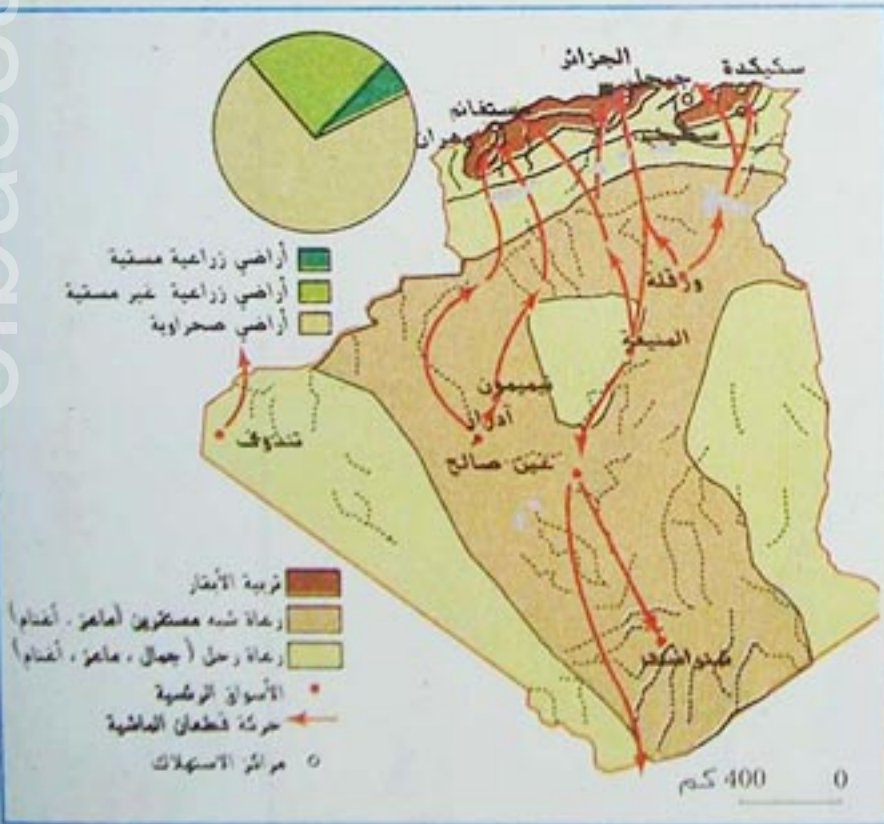 الجزائر
سكيكدة
جيجل
مستغانم
وهران
أراضي زراعية مسقية
أراضي زراعية غير مسقية
أراضي صحراوية
ورقلة
المنيعة
تيميمون
أدرار
تندوف
عين صالح
تربية الأبقار
رعاة شبه مستقرين (ماعز، أغنام)
رعاة رحل (جمال، ماعز، أغنام)
الأسواق الرئسية
حركة قطعان الماشية
مراكز الاستهلاك
0 400 كم